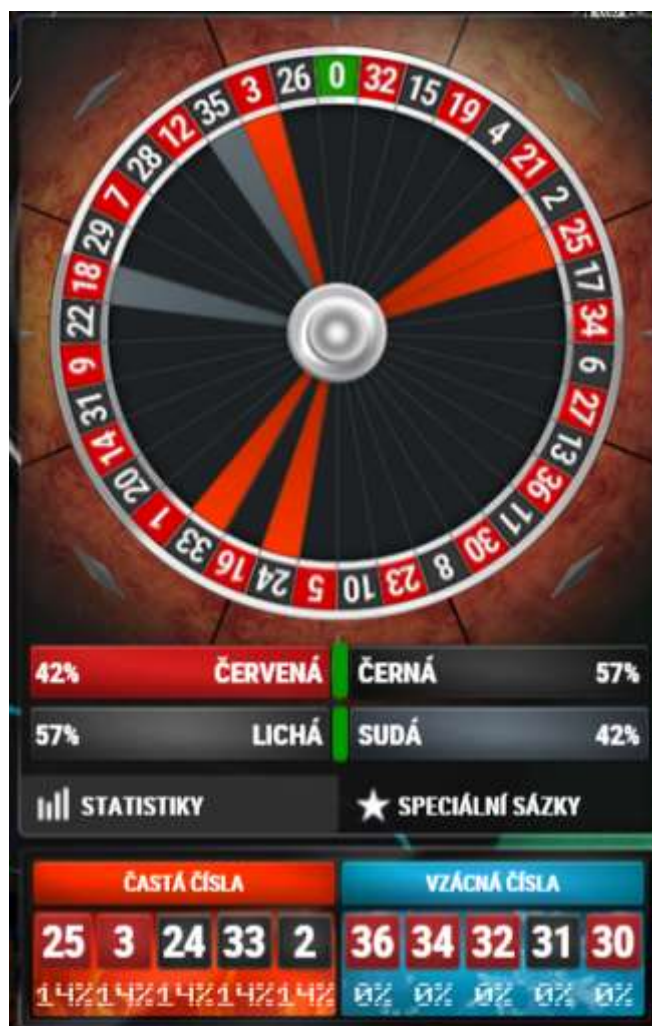 0 32 15 19 4 21 2 25 17 34 6 27 13 36 11 30 8 23 10 5 24 16 33 1 20 14 31 9 22 18 29 7 28 12 35 3 26
42% ČERVENÁ ČERNÁ 57%
57% LICHÁ SUDÁ 42%
STATISTIKY SPECIÁLNÍ SÁZKY
ČASTÁ ČÍSLA VZÁCNÁ ČÍSLA
25 3 24 33 2 36 34 32 31 30
14% 14% 14% 14% 14% 0% 0% 0% 0% 0%